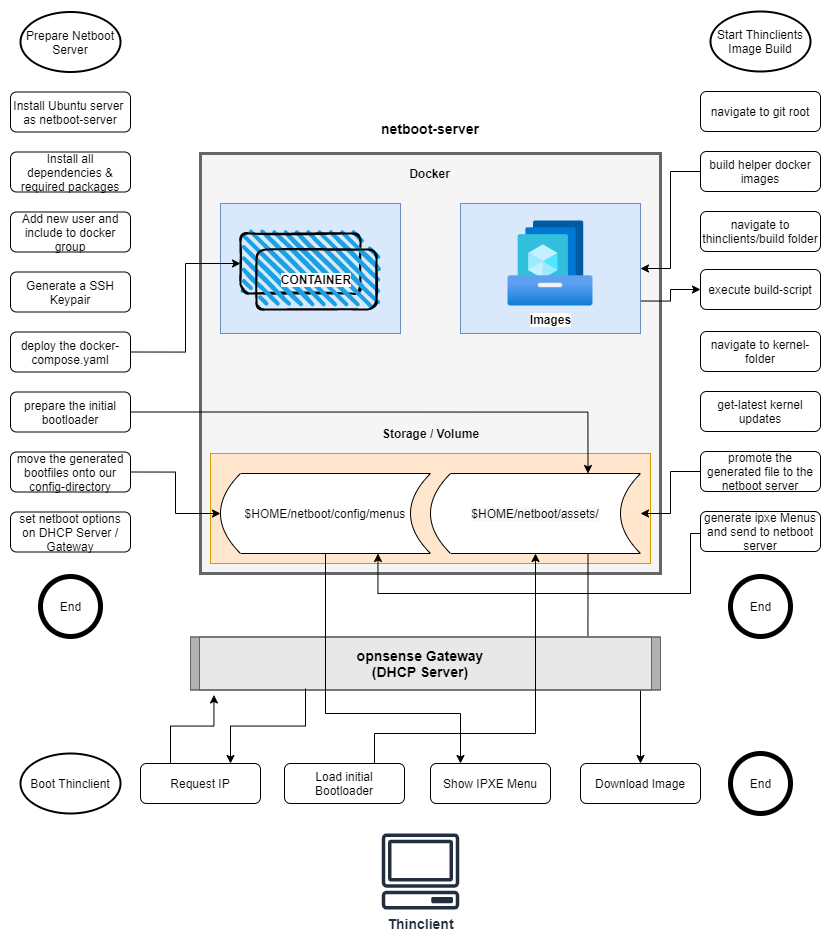 Prepare Netboot
Server
Start Thinclients
Image Build
Install Ubuntu server
as netboot-server
Install all
dependencies &
required packages
Add new user and
include to docker
group
Generate a SSH
Keypair
deploy the docker-
compose.yaml
prepare the initial
bootloader
move the generated
bootfiles onto our
config-directory
set netboot options
on DHCP Server /
Gateway
End
netboot-server
Docker
CONTAINER
Images
Storage / Volume
$HOME/netboot/config/menus
$HOME/netboot/assets/
navigate to git root
build helper docker
images
navigate to
thinclients/build folder
execute build-script
navigate to kernel-
folder
get-latest kernel
updates
promote the
generated file to the
netboot server
generate ipxe Menus
and send to netboot
server
End
opnsense Gateway
(DHCP Server)
Boot Thinclient
Request IP
Load initial
Bootloader
Show IPXE Menu
Download Image
End
Thinclient